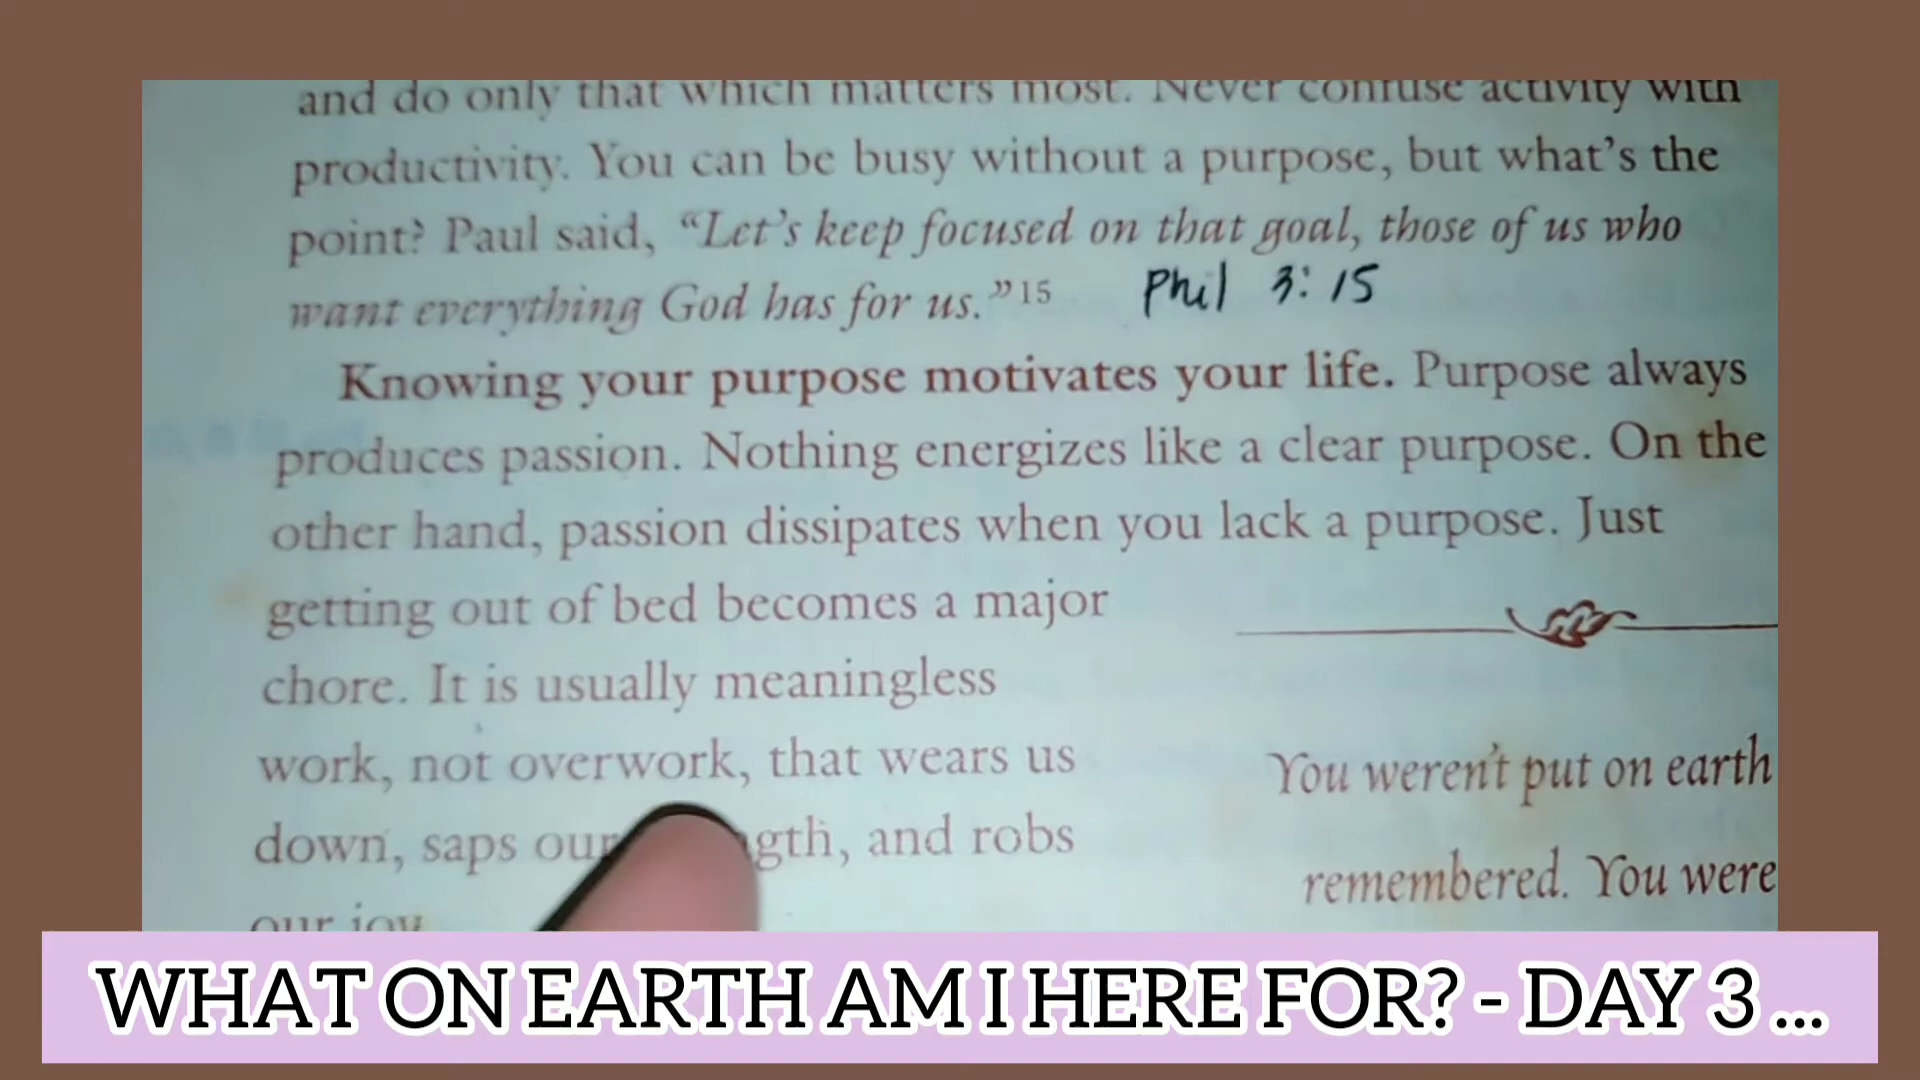 and do only that which matters most. Never confuse activity with
productivity. You can be busy without a purpose, but what's the
point? Paul said, “Let's keep focused on that goal, those of us who
want everything God has for us.”15 Phil 3:15
Knowing your purpose motivates your life. Purpose always
produces passion. Nothing energizes like a clear purpose. On the
other hand, passion dissipates when you lack a purpose. Just
getting out of bed becomes a major
chore. It is usually meaningless
work, not overwork, that wears us
down, saps our gth, and robs
our joy
You weren't put on earth
remembered. You were
WHAT ON EARTH AM I HERE FOR? - DAY 3 ...